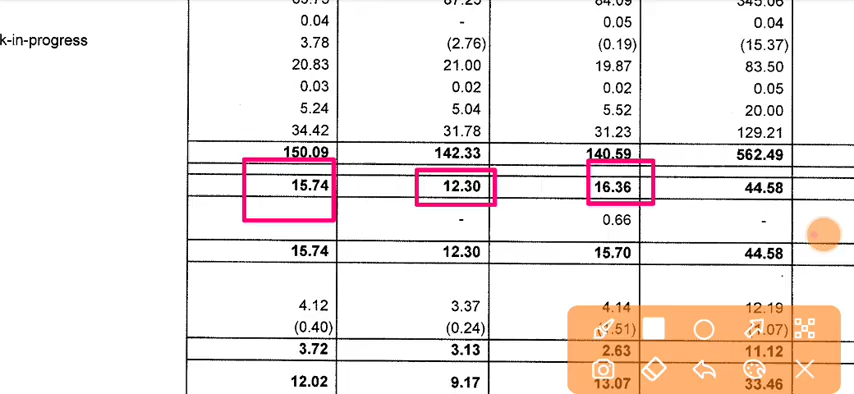 0.04 - 0.05 0.04
k-in-progress 3.78 (2.76) (0.19) (15.37)
20.83 21.00 19.87 83.50
0.03 0.02 0.02 0.05
5.24 5.04 5.52 20.00
34.42 31.78 31.23 129.21
150.09 142.33 140.59 562.49
15.74 12.30 16.36 44.58
- 0.66 -
15.74 12.30 15.70 44.58
4.12 3.37 4.14 12.19
(0.40) (0.24)
3.72 3.13 2.63 11.12
12.02 9.17 13.07 33.46